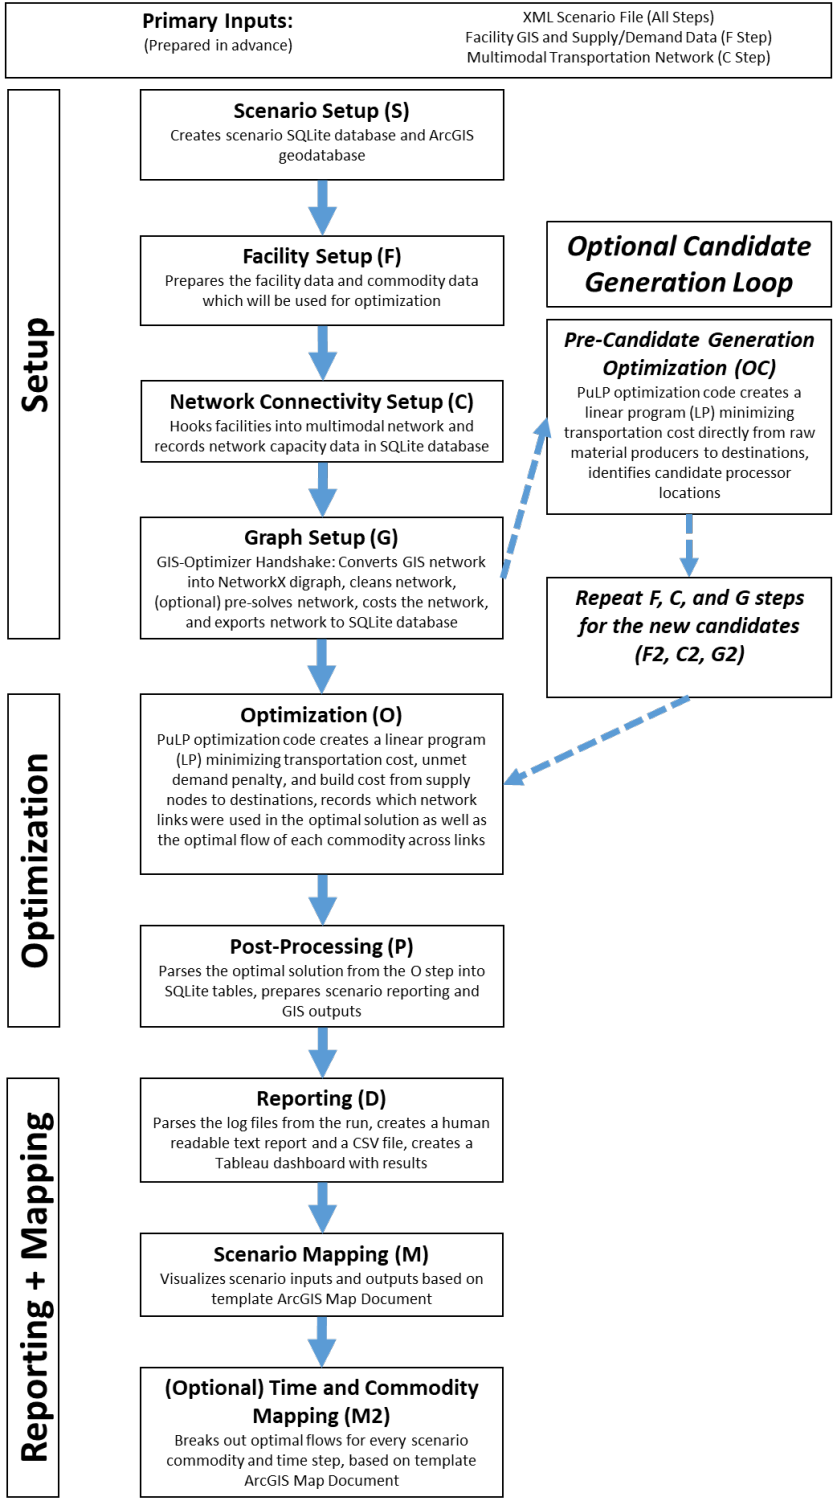 Primary Inputs:
(Prepared in advance)
XML Scenario File (All Steps)
Facility GIS and Supply/Demand Data (F Step)
Multimodal Transportation Network (C Step)
Setup
Scenario Setup (S)
Creates scenario SQLite database and ArcGIS
geodatabase
Facility Setup (F)
Prepares the facility data and commodity data
which will be used for optimization
Network Connectivity Setup (C)
Hooks facilities into multimodal network and
records network capacity data in SQLite database
Graph Setup (G)
GIS-Optimizer Handshake: Converts GIS network
into NetworkX digraph, cleans network,
(optional) pre-solves network, costs the network,
and exports network to SQLite database
Optional Candidate
Generation Loop
Pre-Candidate Generation
Optimization (OC)
PuLP optimization code creates a
linear program (LP) minimizing
transportation cost directly from raw
material producers to destinations,
identifies candidate processor
locations
Repeat F, C, and G steps
for the new candidates
(F2, C2, G2)
Optimization
Optimization (O)
PuLP optimization code creates a linear program
(LP) minimizing transportation cost, unmet
demand penalty, and build cost from supply
nodes to destinations, records which network
links were used in the optimal solution as well as
the optimal flow of each commodity across links
Post-Processing (P)
Parses the optimal solution from the O step into
SQLite tables, prepares scenario reporting and
GIS outputs
Reporting + Mapping
Reporting (D)
Parses the log files from the run, creates a human
readable text report and a CSV file, creates a
Tableau dashboard with results
Scenario Mapping (M)
Visualizes scenario inputs and outputs based on
template ArcGIS Map Document
(Optional) Time and Commodity
Mapping (M2)
Breaks out optimal flows for every scenario
commodity and time step, based on template
ArcGIS Map Document